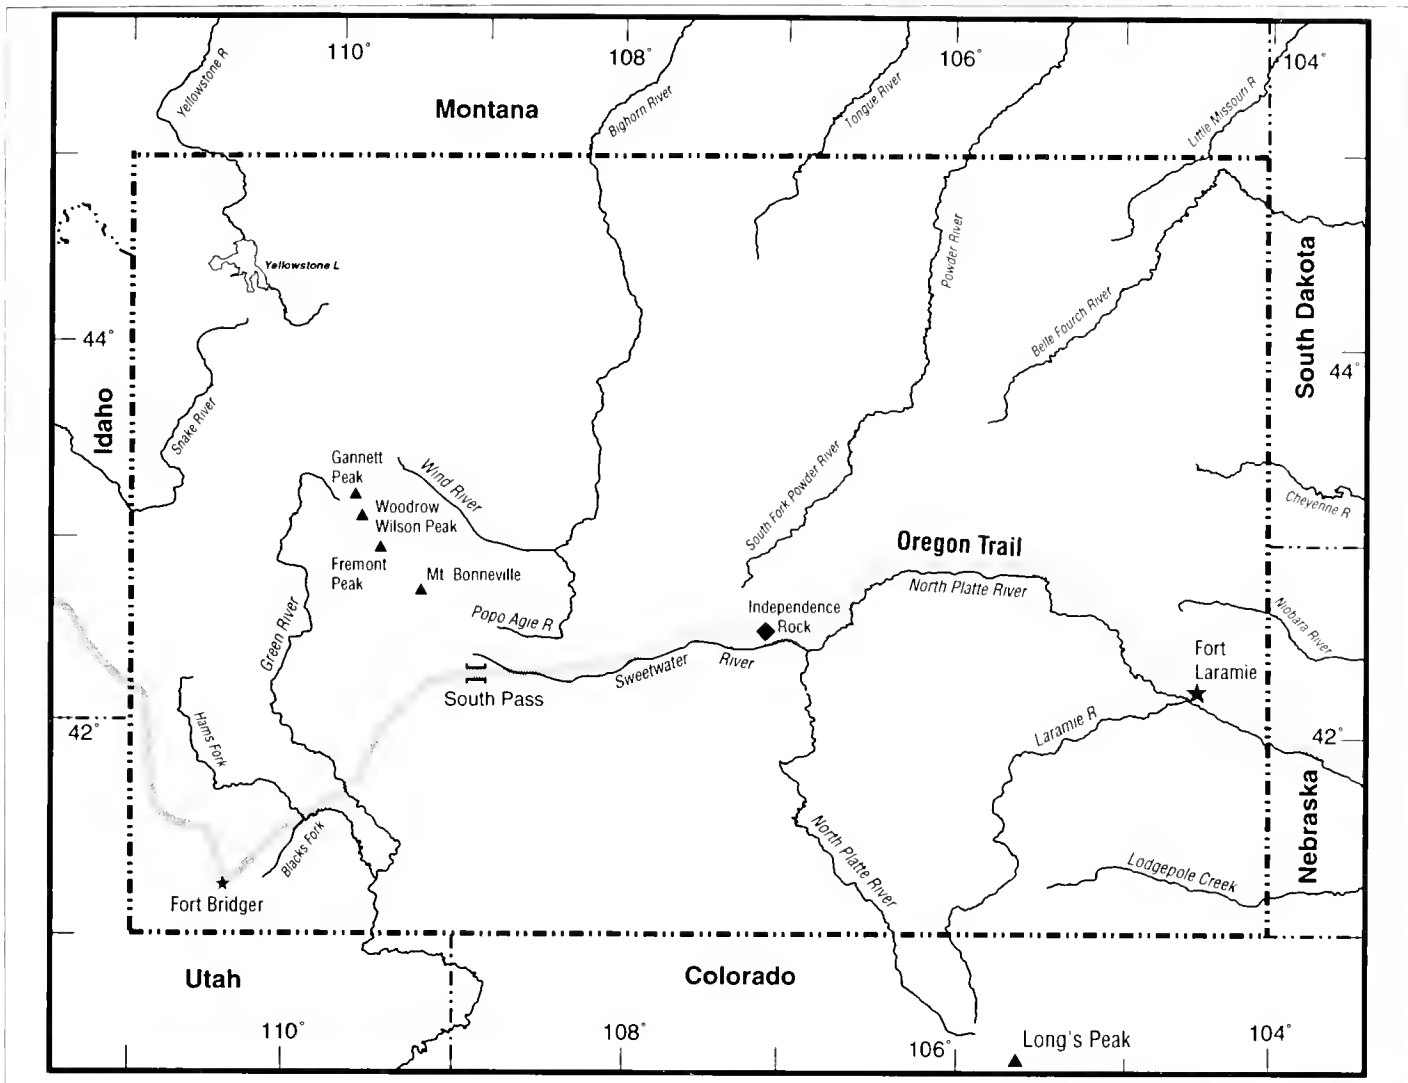 110°
108°
106°
104°
Yellowstone R
Montana
Bighorn River
Tongue River
Little Missouri R
Yellowstone L
Powder River
Belle Fourch River
South Dakota
44°
44°
Idaho
Snake River
Gannett
Peak
Wind River
Woodrow
Wilson Peak
South Fork Powder River
Cheyenne R
Oregon Trail
Fremont
Peak
Mt Bonneville
North Platte River
Independence
Rock
Popo Agie R
Niobara River
Green River
Sweetwater River
Fort
Laramie
South Pass
Hams Fork
Laramie R
42°
42°
Nebraska
Blacks Fork
North Platte River
Lodgepole Creek
Fort Bridger
Utah
Colorado
110°
108°
106°
104°
Long's Peak